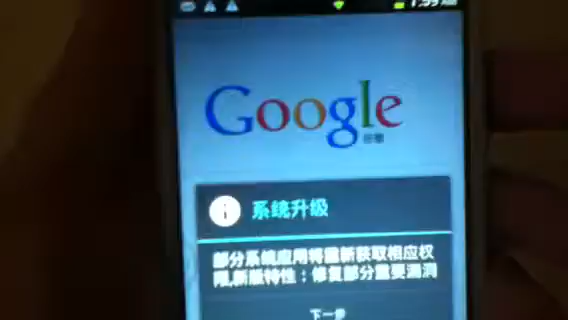 Google
谷歌
系统升级
部分系统应用将重新获取相应权
限,新版特性：修复部分重要漏洞
下一步